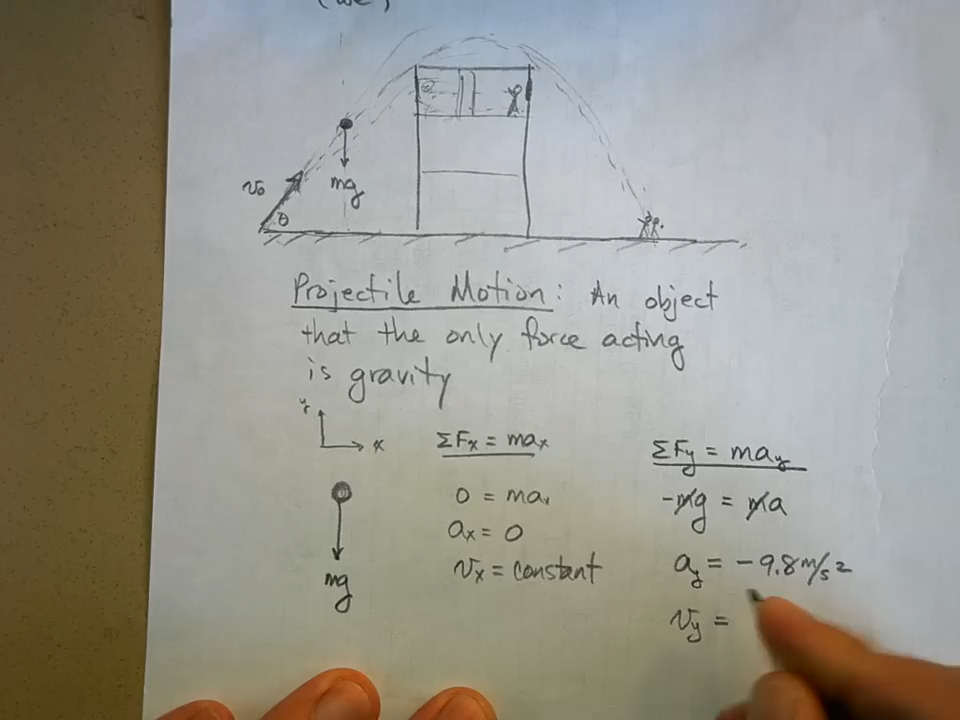 v₀
θ
mg
Projectile Motion: An object
that the only force acting
is gravity
y
x
ΣFx = max
0 = max
ax = 0
vx = constant
mg
ΣFy = may
-mg = ma
ay = -9.8 m/s²
vy =